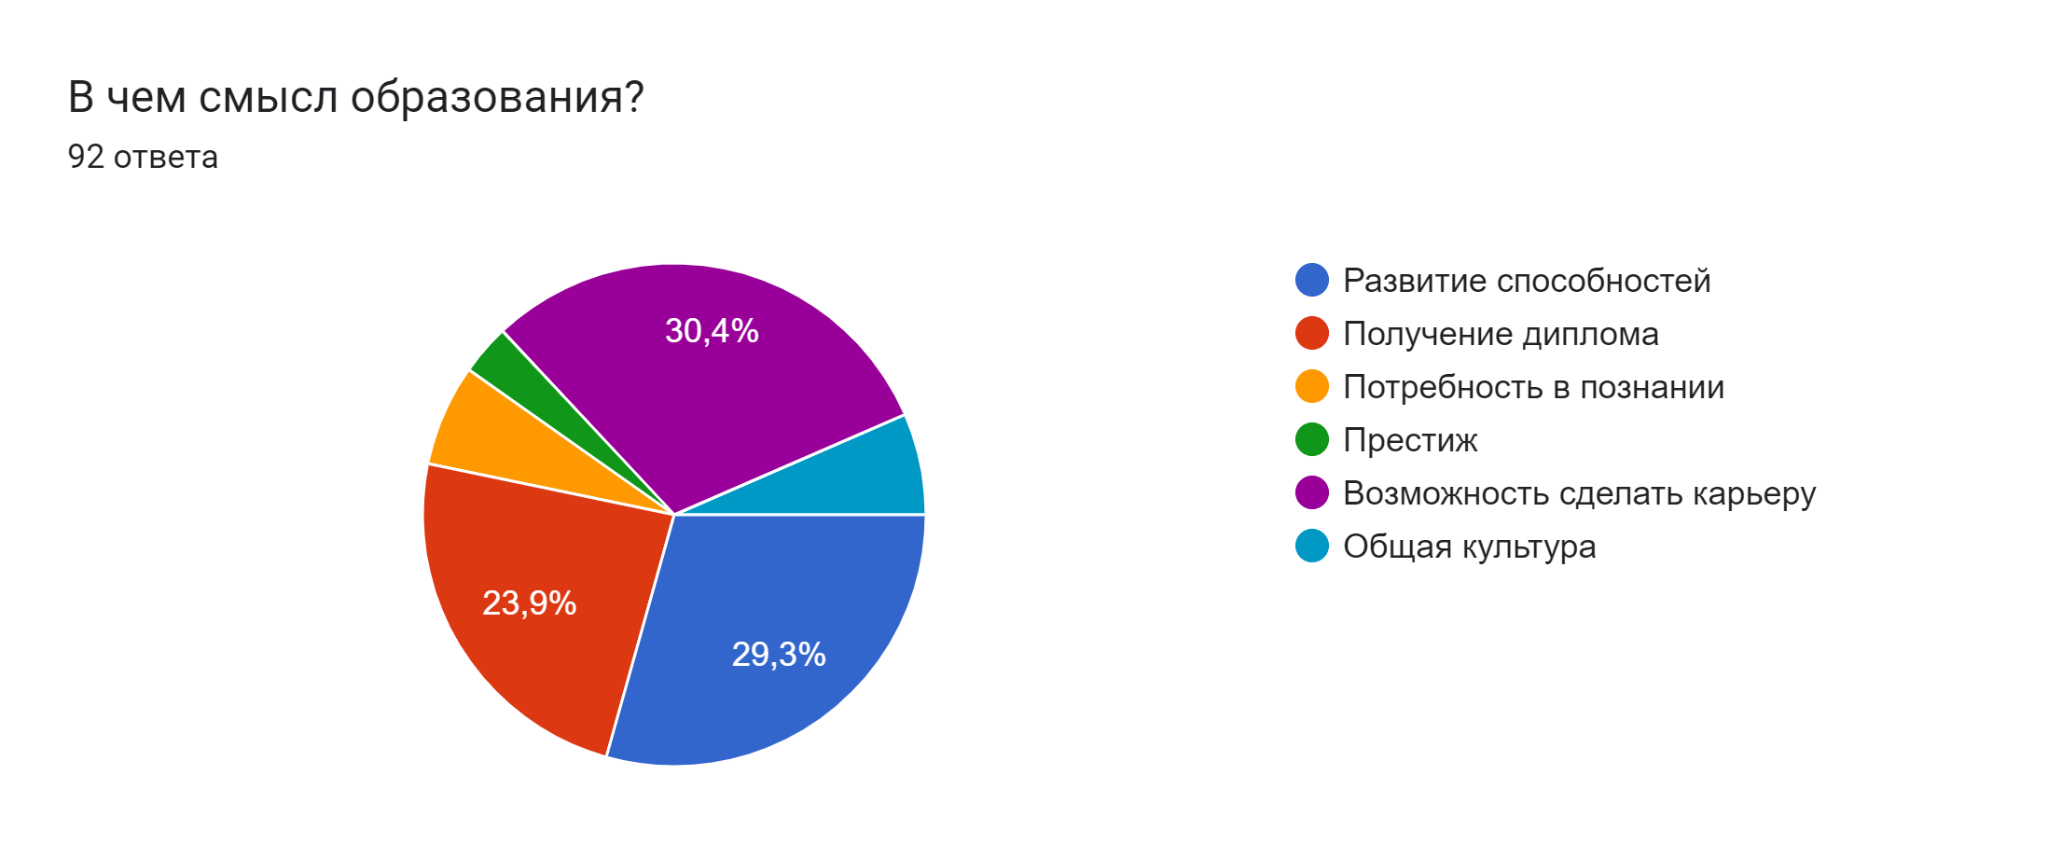 В чем смысл образования?
92 ответа
30,4%
23,9%
29,3%
Развитие способностей
Получение диплома
Потребность в познании
Престиж
Возможность сделать карьеру
Общая культура